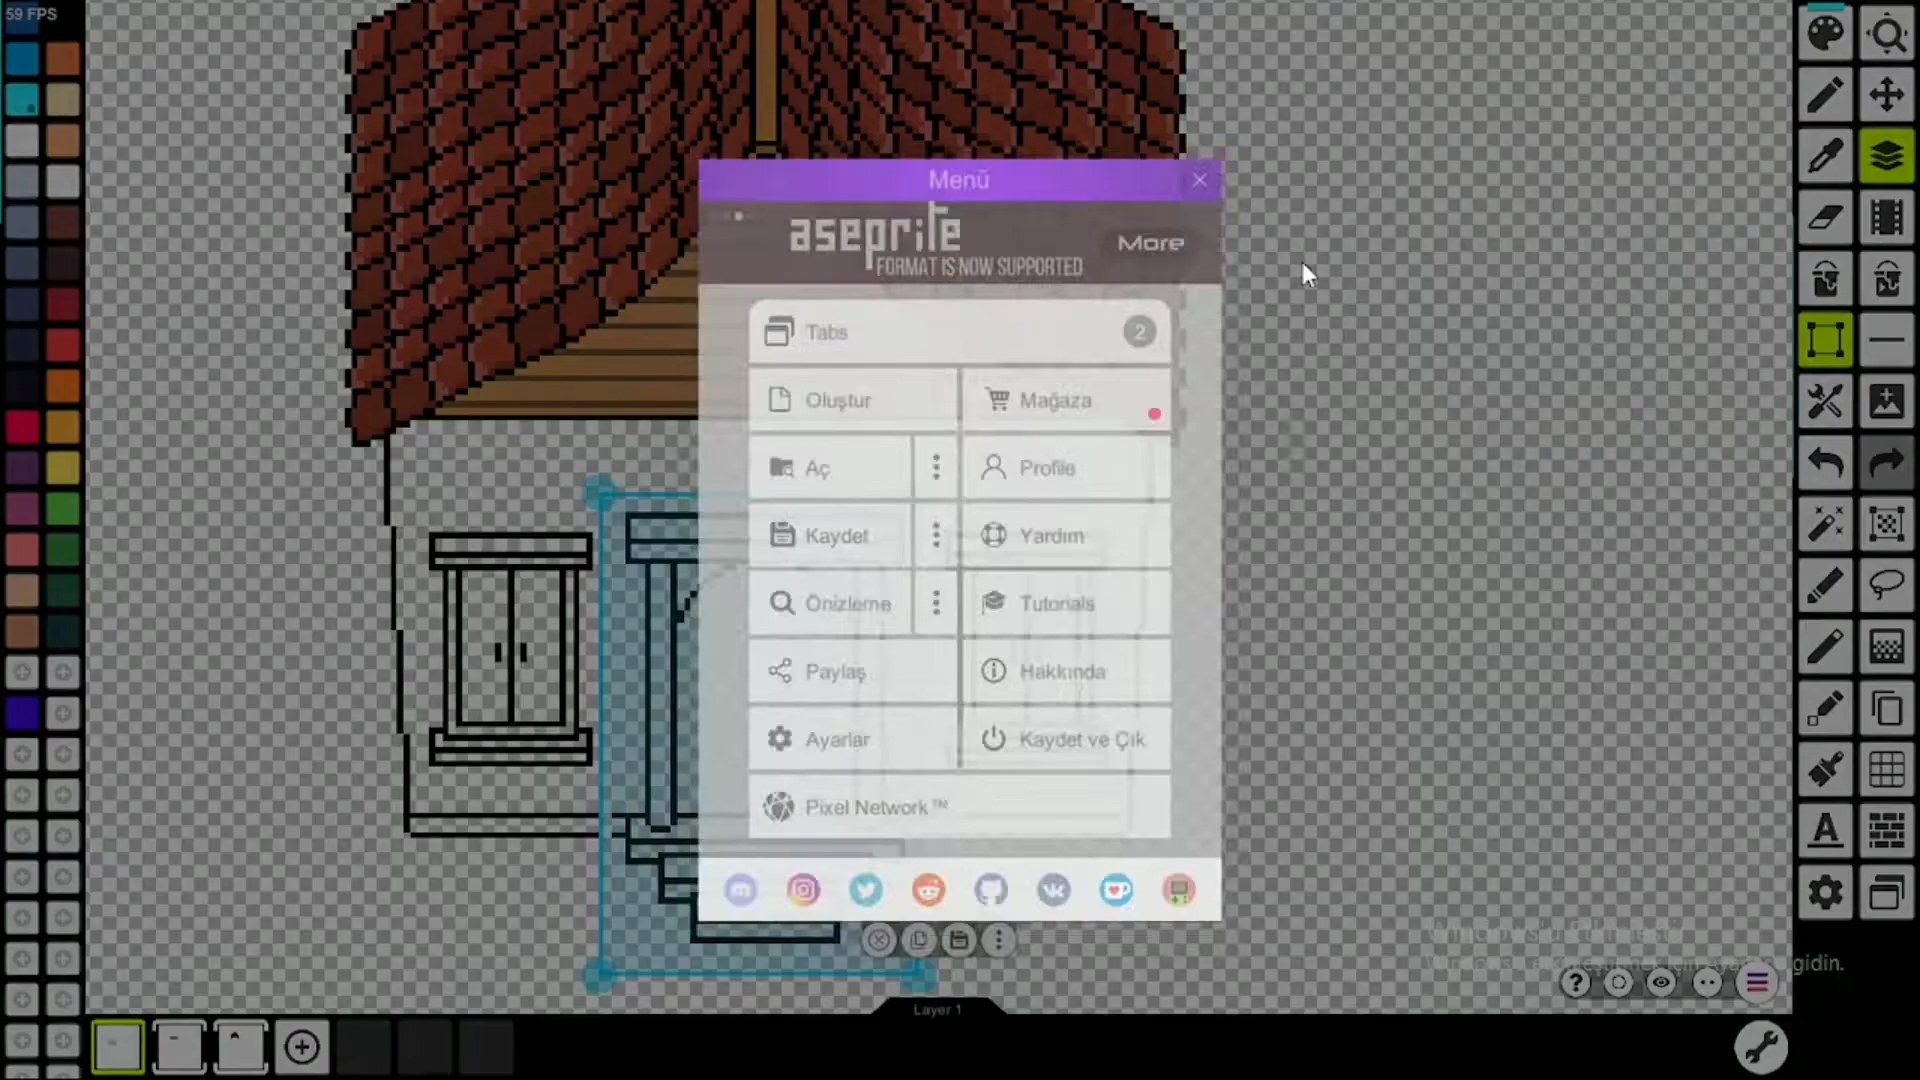 59 FPS
Menü
aseprite
FORMAT IS NOW SUPPORTED
More
Tabs
2
Oluştur
Mağaza
Aç
Profile
Kaydet
Yardım
Önizleme
Tutorials
Paylaş
Hakkında
Ayarlar
Kaydet ve Çık
Pixel Network™
gidin.
Layer 1